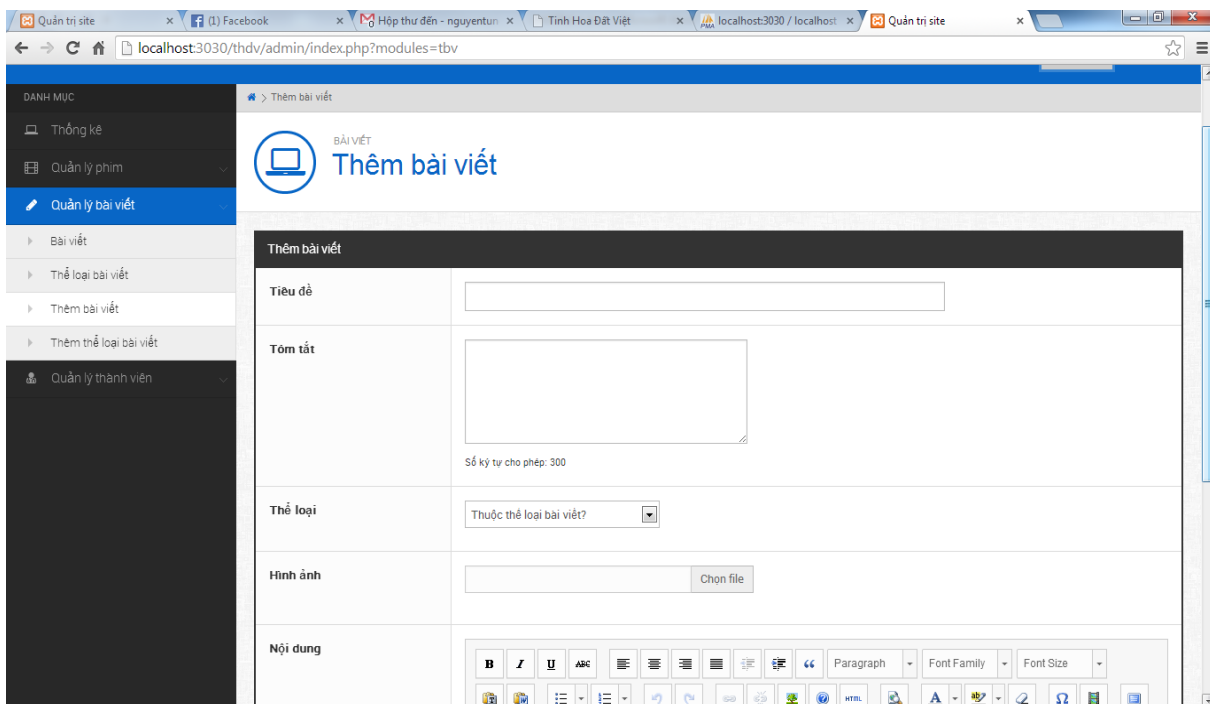 Quản trị site
(1) Facebook
Hộp thư đến - nguyentun
Tinh Hoa Đất Việt
localhost:3030 / localhost
Quản trị site
localhost:3030/thdv/admin/index.php?modules=tbv
DANH MỤC
> Thêm bài viết
Thống kê
Quản lý phim
Quản lý bài viết
Bài viết
Thể loại bài viết
Thêm bài viết
Thêm thể loại bài viết
Quản lý thành viên
BÀI VIẾT
Thêm bài viết
Thêm bài viết
Tiêu đề
Tóm tắt
Số ký tự cho phép: 300
Thể loại
Thuộc thể loại bài viết?
Hình ảnh
Chọn file
Nội dung
B I U ABC
Paragraph
Font Family
Font Size
HTML
A
ab
Ω